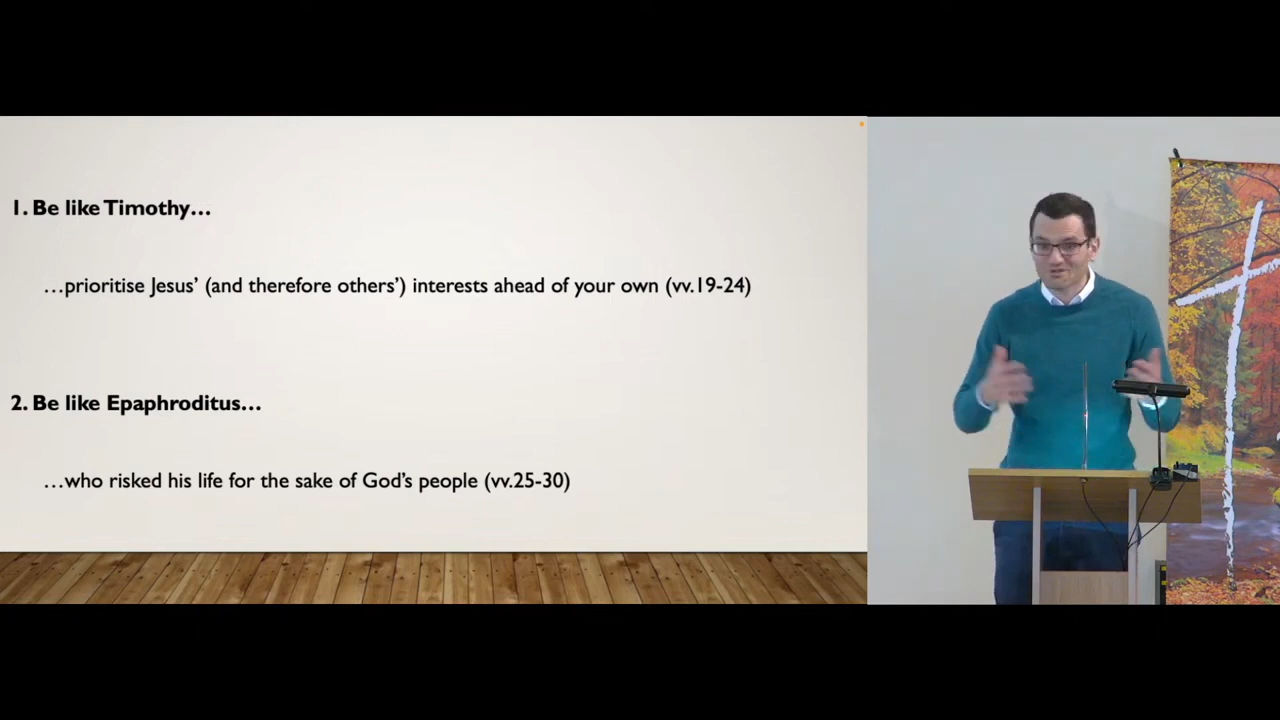 1. Be like Timothy…
…prioritise Jesus’ (and therefore others’) interests ahead of your own (vv.19-24)
2. Be like Epaphroditus…
…who risked his life for the sake of God’s people (vv.25-30)